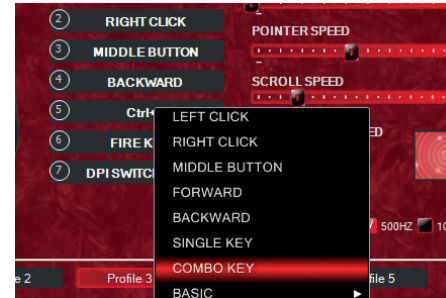 2 RIGHT CLICK
POINTER SPEED
3 MIDDLE BUTTON
4 BACKWARD
SCROLL SPEED
5 Ctrl+
LEFT CLICK
6 FIRE K
RIGHT CLICK
ED
7 DPI SWITC
MIDDLE BUTTON
FORWARD
BACKWARD
500HZ 10
SINGLE KEY
COMBO KEY
e 2 Profile 3 file 5
BASIC